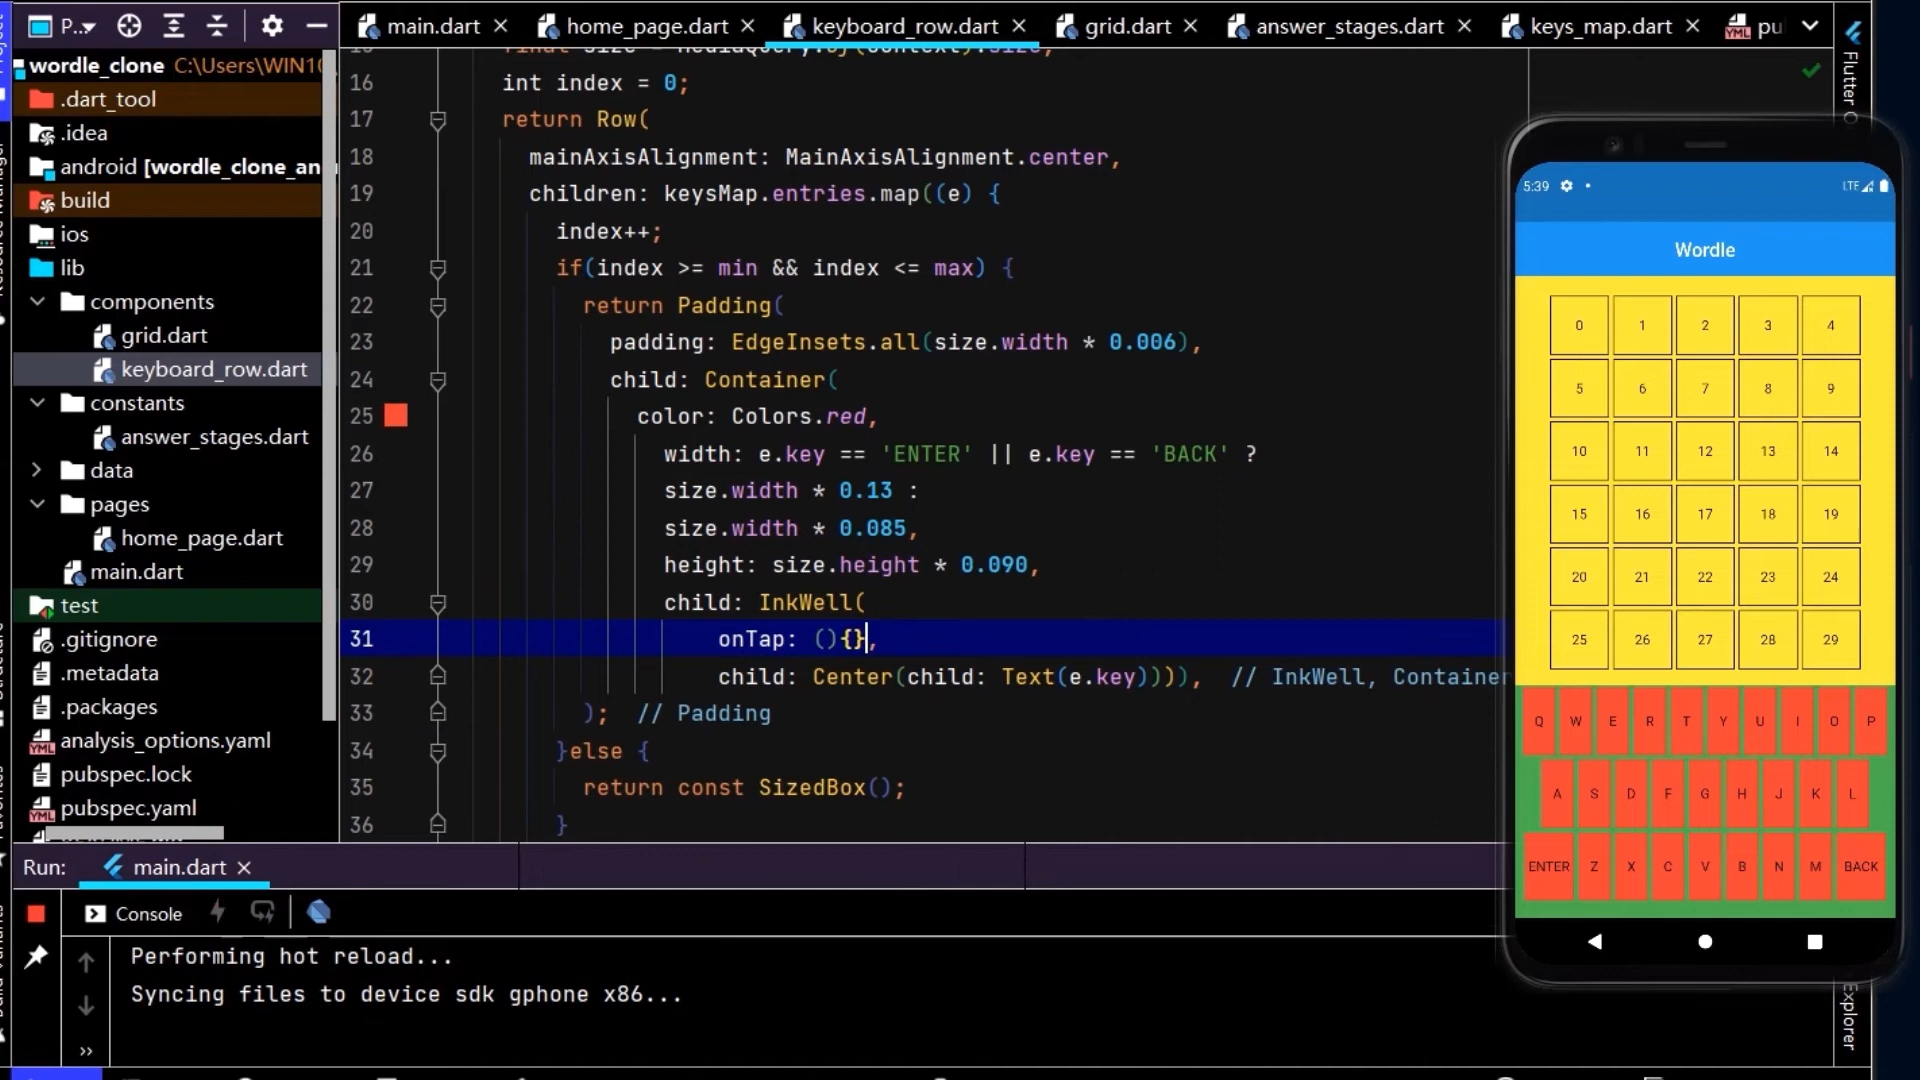 P...
main.dart
home_page.dart
keyboard_row.dart
grid.dart
answer_stages.dart
keys_map.dart
pu
wordle_clone C:\Users\WIN10
.dart_tool
.idea
android [wordle_clone_an
build
ios
lib
components
grid.dart
keyboard_row.dart
constants
answer_stages.dart
data
pages
home_page.dart
main.dart
test
.gitignore
.metadata
.packages
analysis_options.yaml
pubspec.lock
pubspec.yaml
16 int index = 0;
17 return Row(
18 mainAxisAlignment: MainAxisAlignment.center,
19 children: keysMap.entries.map((e) {
20 index++;
21 if(index >= min && index <= max) {
22 return Padding(
23 padding: EdgeInsets.all(size.width * 0.006),
24 child: Container(
25 color: Colors.red,
26 width: e.key == 'ENTER' || e.key == 'BACK' ?
27 size.width * 0.13 :
28 size.width * 0.085,
29 height: size.height * 0.090,
30 child: InkWell(
31 onTap: (){},
32 child: Center(child: Text(e.key)))), // InkWell, Container
33 ); // Padding
34 }else {
35 return const SizedBox();
36 }
Flutter O
5:39
LTE
Wordle
0 1 2 3 4
5 6 7 8 9
10 11 12 13 14
15 16 17 18 19
20 21 22 23 24
25 26 27 28 29
Q W E R T Y U I O P
A S D F G H J K L
ENTER Z X C V B N M BACK
Run: main.dart
Console
Performing hot reload...
Syncing files to device sdk gphone x86...
Explorer